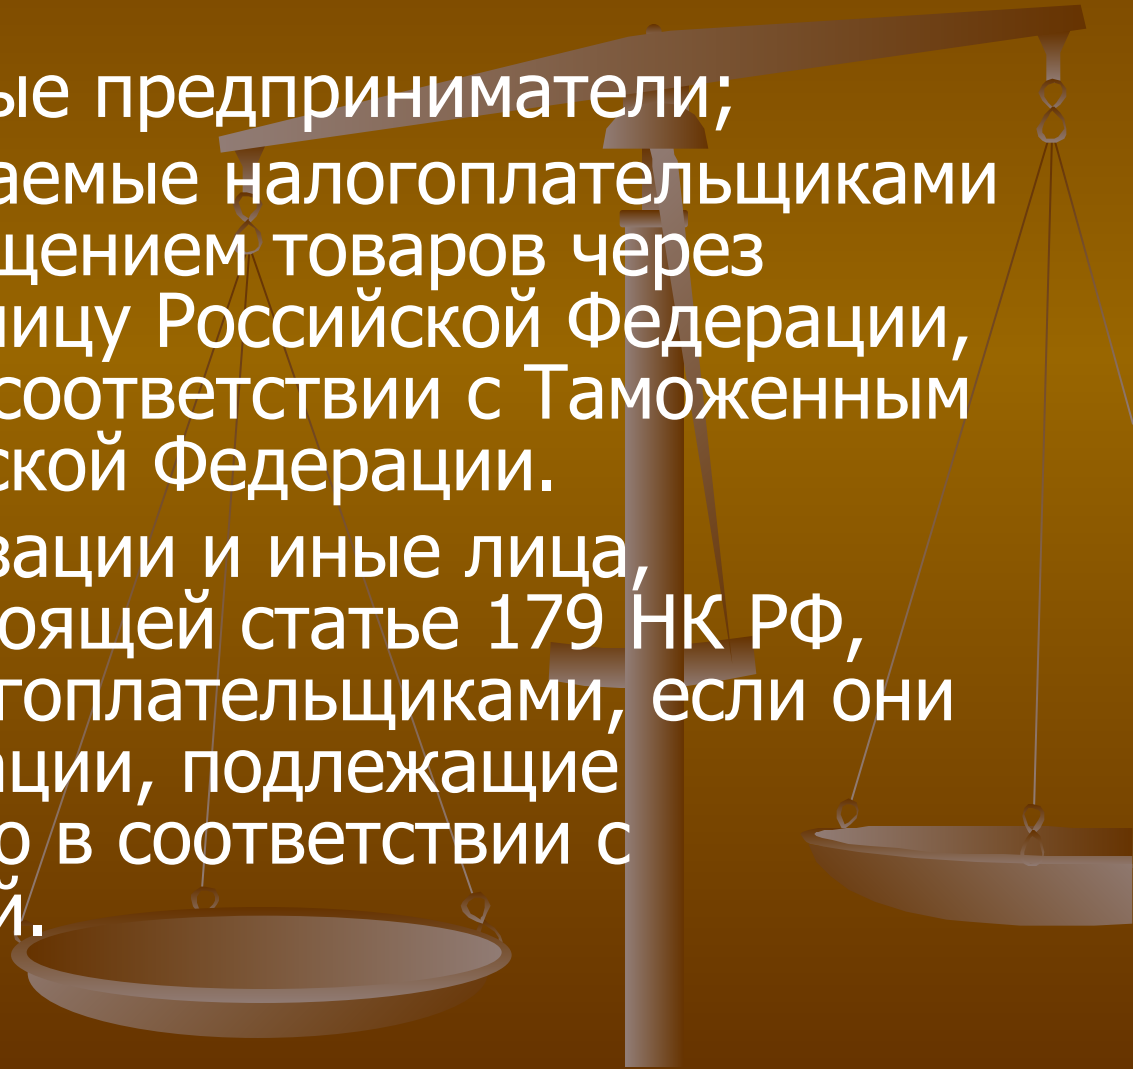 ые предприниматели;
аемые налогоплательщиками
щением товаров через
ицу Российской Федерации,
соответствии с Таможенным
ской Федерации.
зации и иные лица,
оящей статье 179 НК РФ,
гоплательщиками, если они
ации, подлежащие
ю в соответствии с
й.